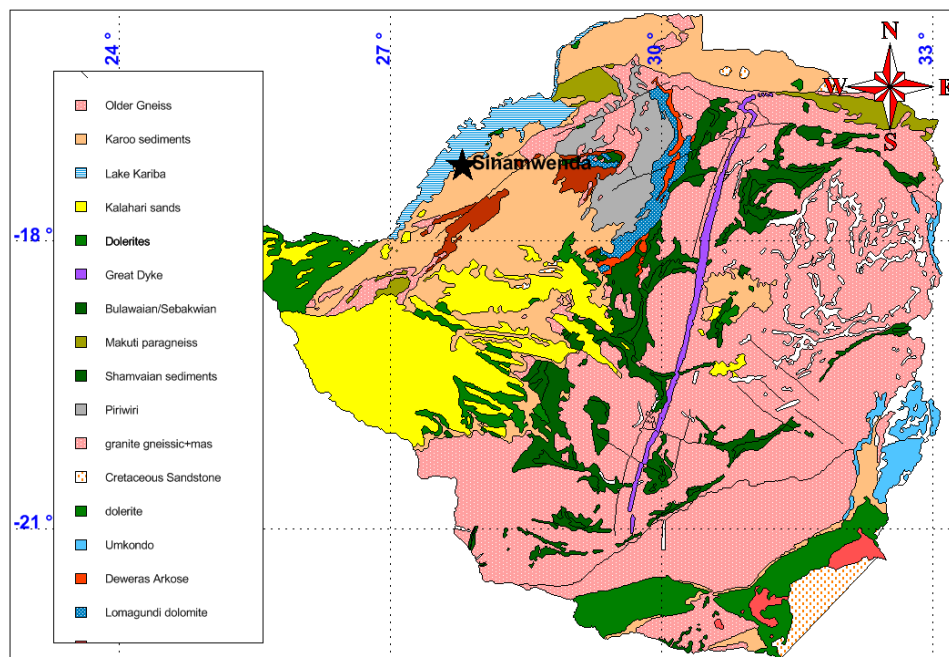 24 °
27 °
30 °
33 °
N
W
E
S
Sihamwenda
-18 °
-21 °
Older Gneiss
Karoo sediments
Lake Kariba
Kalahari sands
Dolerites
Great Dyke
Bulawaian/Sebakwian
Makuti paragneiss
Shamvaian sediments
Piriwiri
granite gneissic+mas
Cretaceous Sandstone
dolerite
Umkondo
Deweras Arkose
Lomagundi dolomite